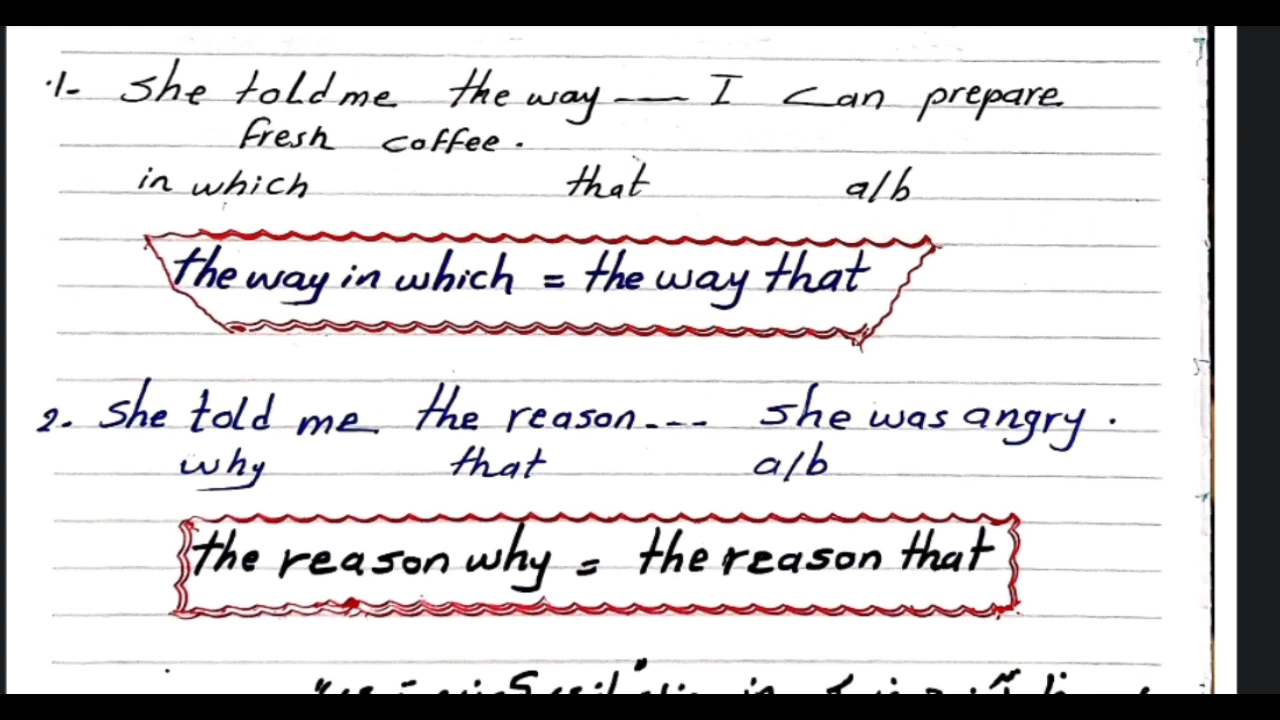 .1- She told me the way — I can prepare
fresh coffee.
in which that a/b
the way in which = the way that
2. She told me the reason --- she was angry.
why that a/b
the reason why = the reason that